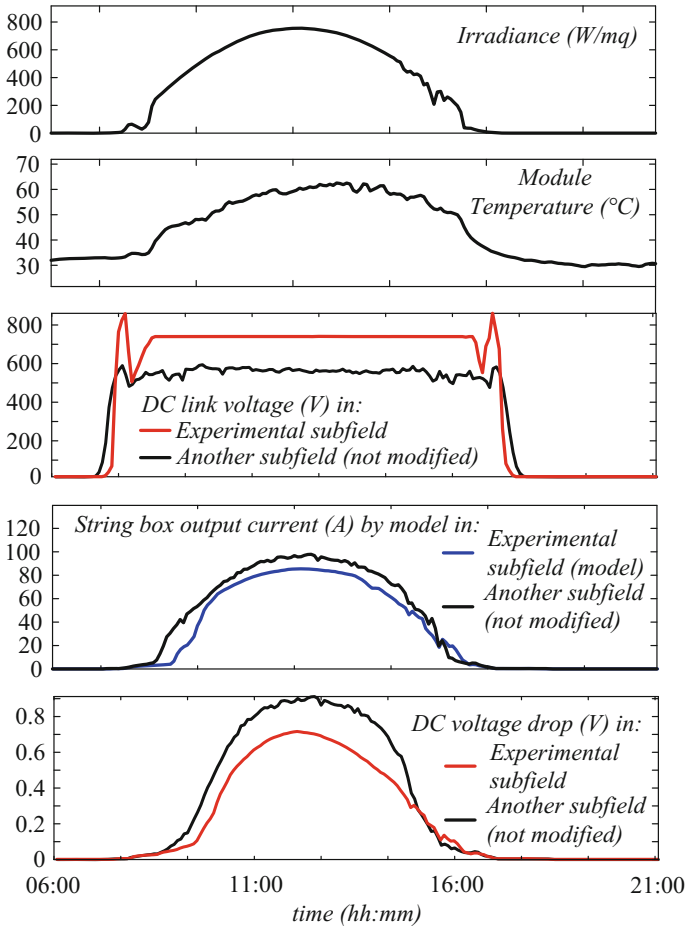 800
600
400
200
0
Irradiance (W/mq)
70
60
50
40
30
Module
Temperature (°C)
800
600
400
200
0
DC link voltage (V) in:
Experimental subfield
Another subfield (not modified)
120
100
80
60
40
20
0
String box output current (A) by model in:
Experimental
subfield (model)
Another subfield
(not modified)
0.8
0.6
0.4
0.2
0
DC voltage drop (V) in:
Experimental
subfield
Another subfield
(not modified)
06:00 11:00 16:00 21:00
time (hh:mm)